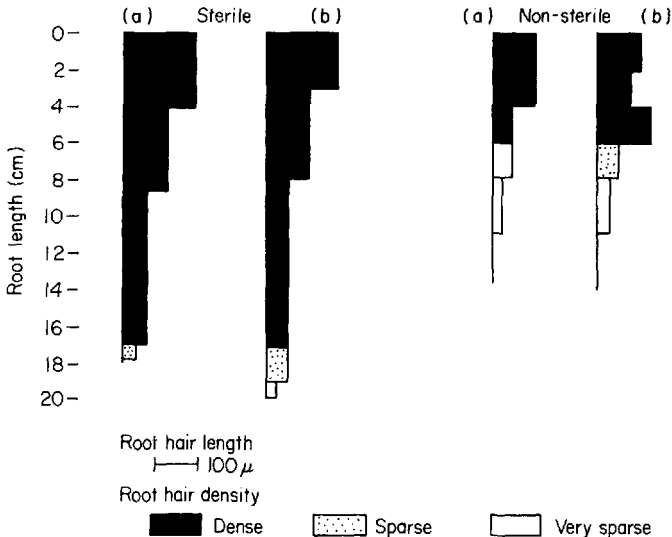 (a) Sterile (b) (a) Non-sterile (b)
0
2
4
6
8
10
12
14
16
18
20
Root length (cm)
Root hair length
100 μ
Root hair density
Dense Sparse Very sparse